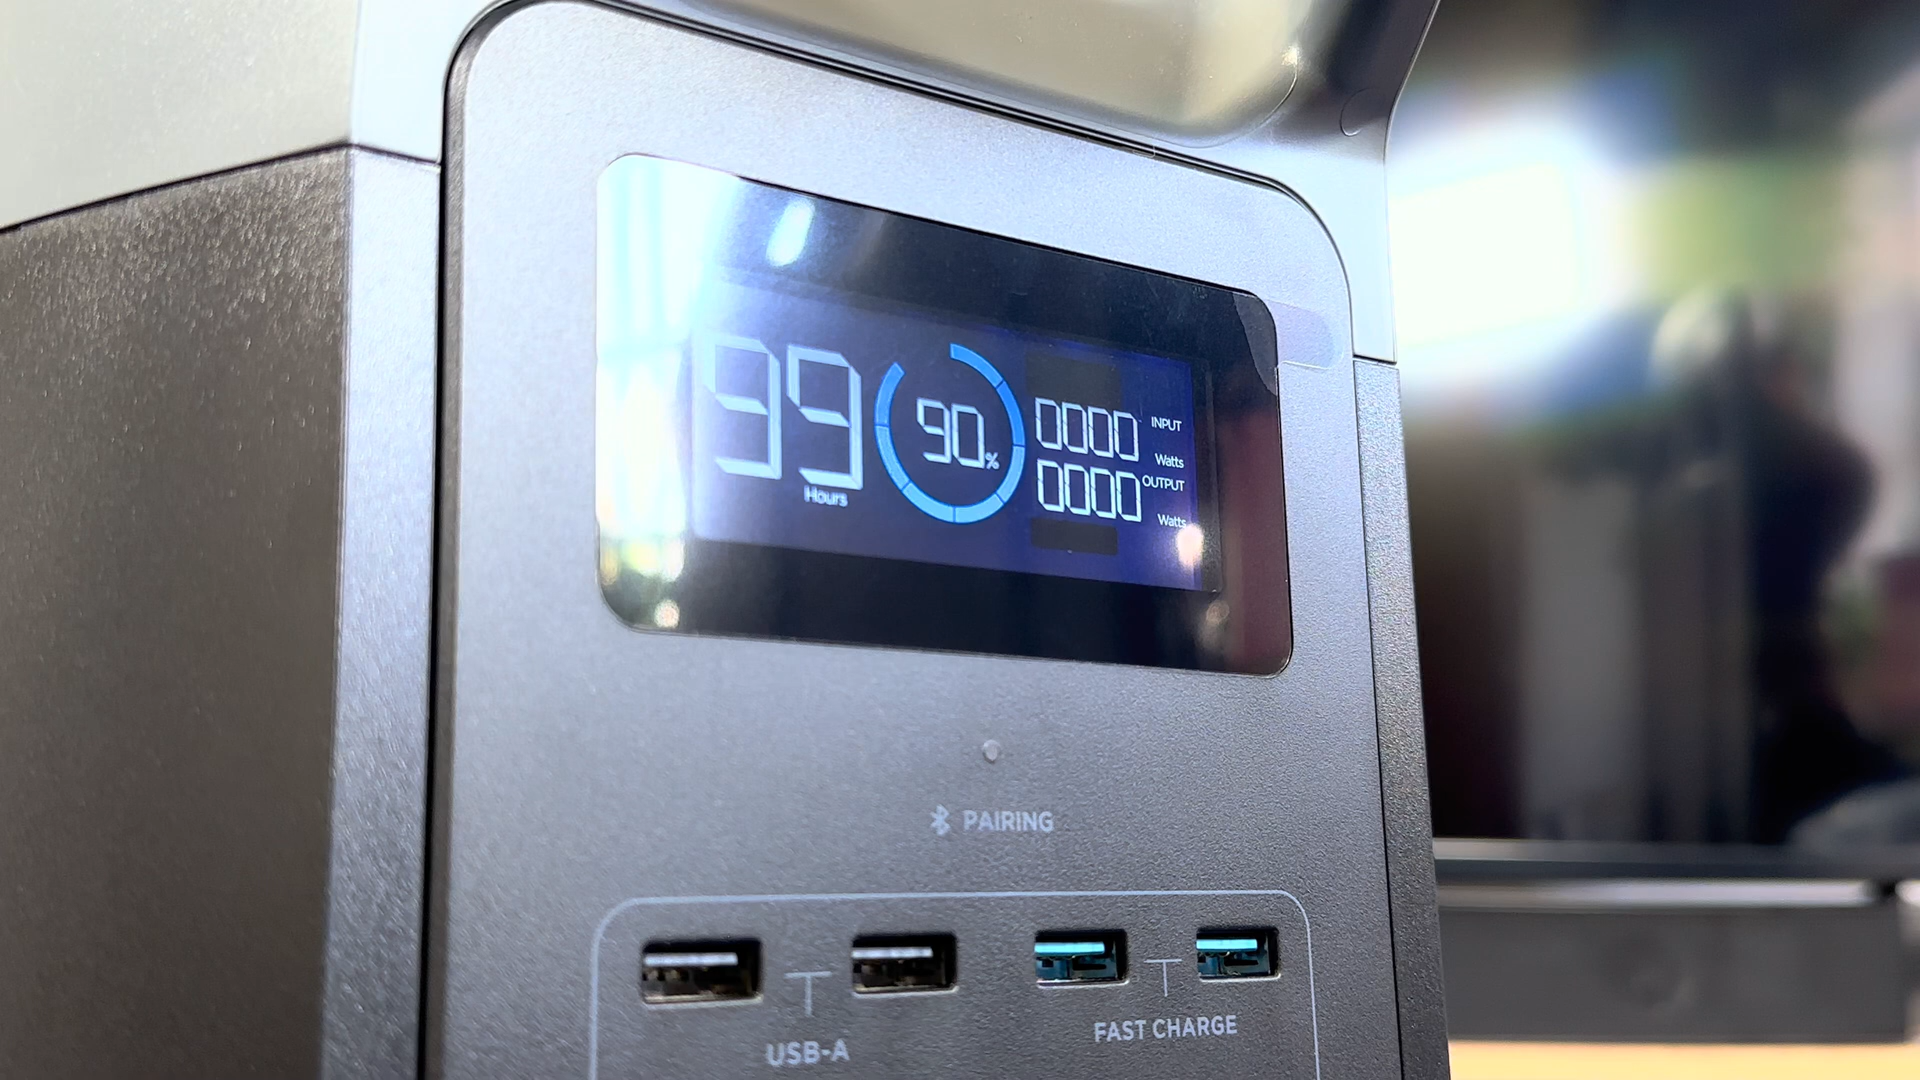 99
Hours
90%
0000 INPUT
Watts
0000 OUTPUT
Watts
PAIRING
USB-A
FAST CHARGE